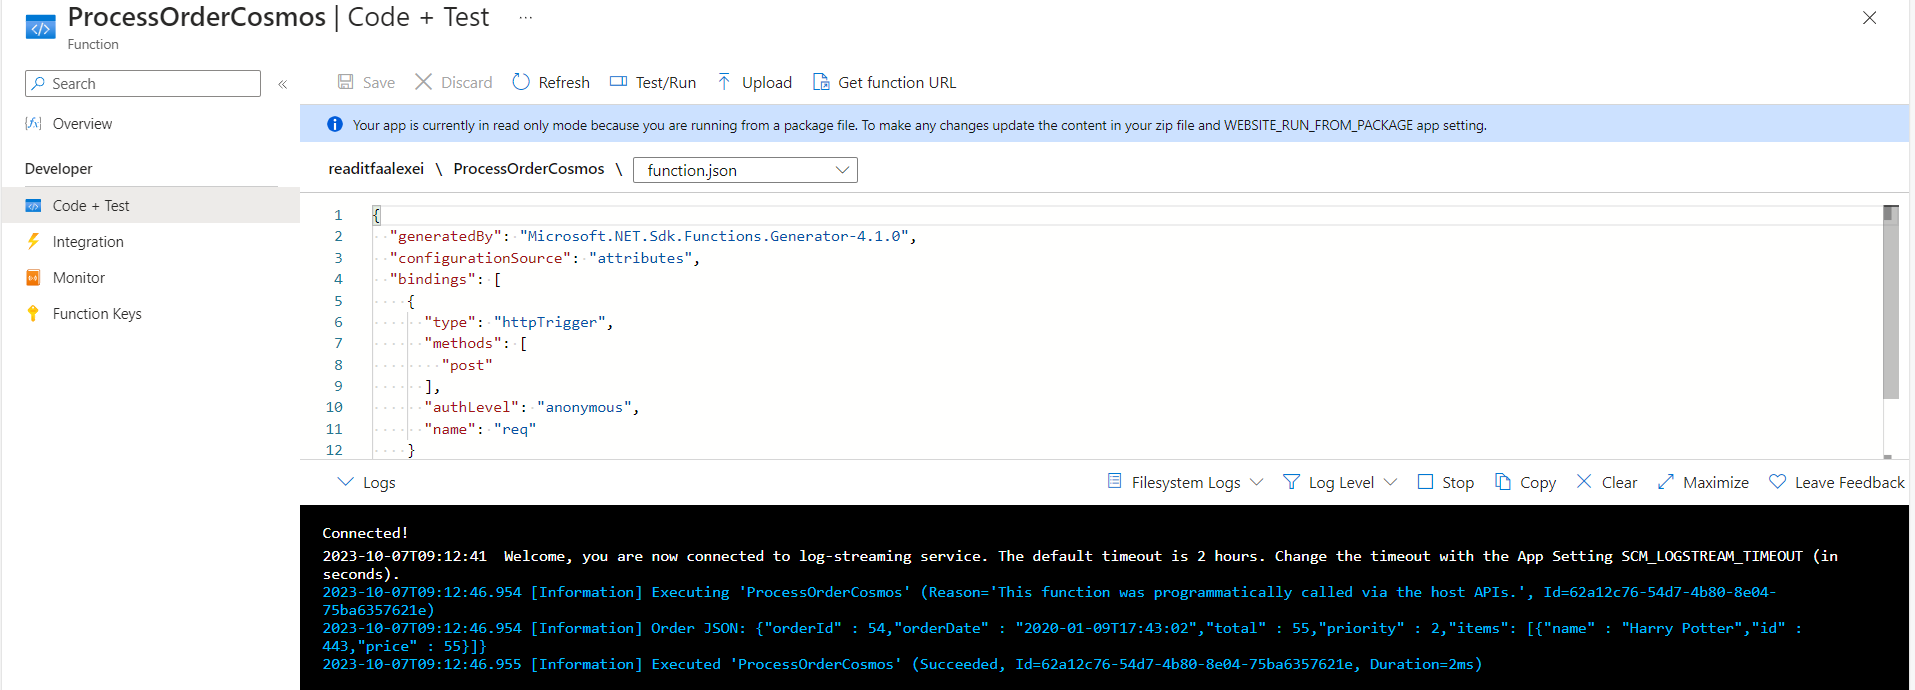 ProcessOrderCosmos | Code + Test ...
Function
Search «
Save Discard Refresh Test/Run Upload Get function URL
Overview
Your app is currently in read only mode because you are running from a package file. To make any changes update the content in your zip file and WEBSITE_RUN_FROM_PACKAGE app setting.
Developer
Code + Test
Integration
Monitor
Function Keys
readitfaalexei \ ProcessOrderCosmos \ function.json
1 {
2 "generatedBy": "Microsoft.NET.Sdk.Functions.Generator-4.1.0",
3 "configurationSource": "attributes",
4 "bindings": [
5 {
6 "type": "httpTrigger",
7 "methods": [
8 "post"
9 ],
10 "authLevel": "anonymous",
11 "name": "req"
12 }
Logs Filesystem Logs Log Level Stop Copy Clear Maximize Leave Feedback
Connected!
2023-10-07T09:12:41 Welcome, you are now connected to log-streaming service. The default timeout is 2 hours. Change the timeout with the App Setting SCM_LOGSTREAM_TIMEOUT (in
seconds).
2023-10-07T09:12:46.954 [Information] Executing 'ProcessOrderCosmos' (Reason='This function was programmatically called via the host APIs.', Id=62a12c76-54d7-4b80-8e04-
75ba6357621e)
2023-10-07T09:12:46.954 [Information] Order JSON: {"orderId" : 54,"orderDate" : "2020-01-09T17:43:02","total" : 55,"priority" : 2,"items": [{"name" : "Harry Potter","id" :
443,"price" : 55}]}
2023-10-07T09:12:46.955 [Information] Executed 'ProcessOrderCosmos' (Succeeded, Id=62a12c76-54d7-4b80-8e04-75ba6357621e, Duration=2ms)